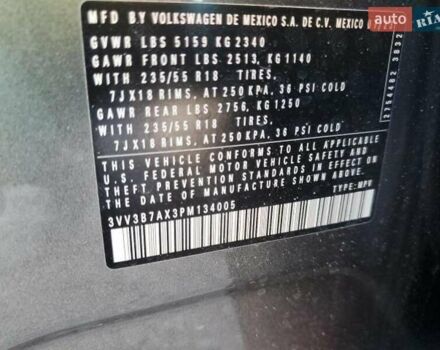 MFD BY VOLKSWAGEN DE MEXICO S.A. DE C.V. MEXICO
GVWR LBS 5159 KG 2340
GAWR FRONT LBS 2513, KG 1140
WITH 235/55 R18 TIRES,
7JX18 RIMS, AT 250 KPA, 36 PSI COLD
GAWR REAR LBS 2756, KG 1250
WITH 235/55 R18 TIRES,
7JX18 RIMS, AT 250 KPA, 36 PSI COLD
THIS VEHICLE CONFORMS TO ALL APPLICABLE
U.S. FEDERAL MOTOR VEHICLE SAFETY AND
THEFT PREVENTION STANDARDS IN EFFECT ON
THE DATE OF MANUFACTURE SHOWN ABOVE.
3VV3B7AX3PM134005 TYPE: MPV
auto
RIA